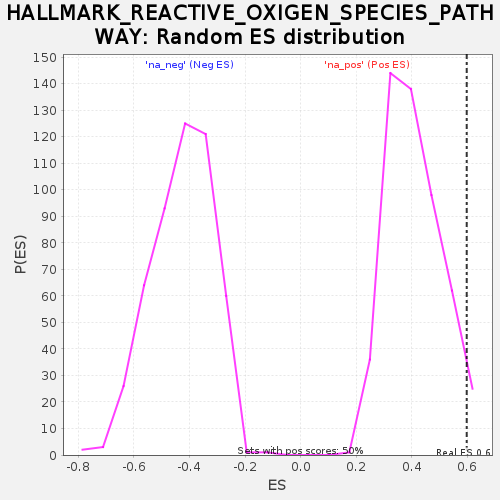 HALLMARK_REACTIVE_OXIGEN_SPECIES_PATH
WAY: Random ES distribution
'na_neg' (Neg ES)
'na_pos' (Pos ES)
150
140
130
120
110
100
90
80
70
60
50
40
30
20
10
0
P(ES)
Sets with pos scores: 50%
Real ES 0.6
-0.8 -0.6 -0.4 -0.2 0.0 0.2 0.4 0.6
ES